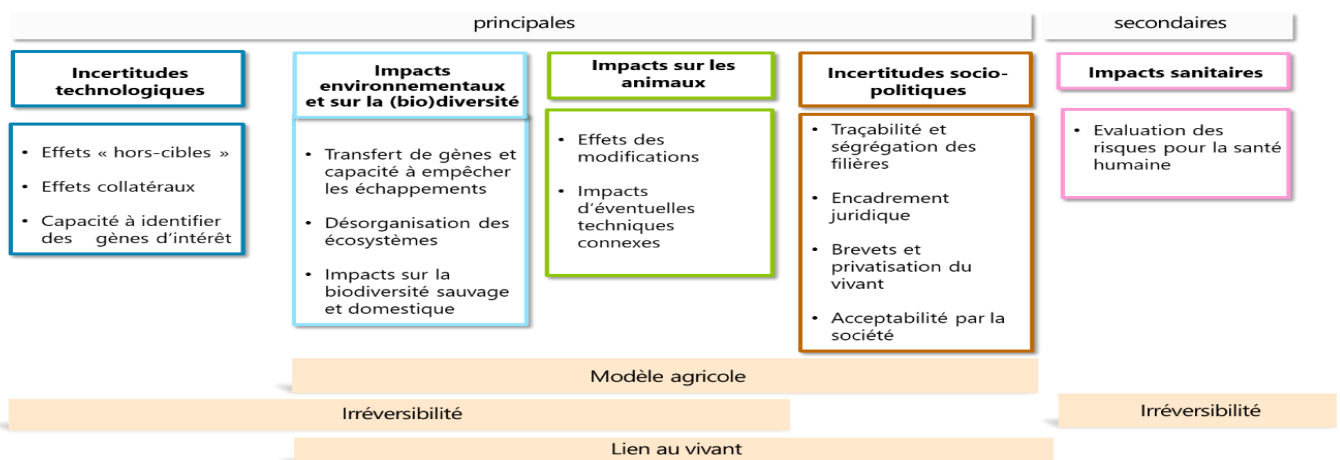 principales
secondaires
Incertitudes
technologiques
• Effets « hors-cibles »
• Effets collatéraux
• Capacité à identifier
des gènes d'intérêt
Impacts
environnementaux
et sur la (bio)diversité
• Transfert de gènes et
capacité à empêcher
les échappements
• Désorganisation des
écosystèmes
• Impacts sur la
biodiversité sauvage
et domestique
Impacts sur les
animaux
• Effets des
modifications
• Impacts
d'éventuelles
techniques
connexes
Incertitudes socio-
politiques
• Traçabilité et
ségrégation des
filières
• Encadrement
juridique
• Brevets et
privatisation du
vivant
• Acceptabilité par la
société
Impacts sanitaires
• Evaluation des
risques pour la santé
humaine
Modèle agricole
Irréversibilité
Irréversibilité
Lien au vivant